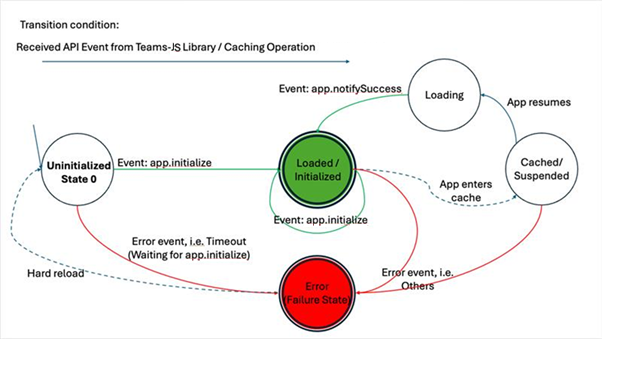 Transition condition:
Received API Event from Teams-JS Library / Caching Operation
Event: app.notifySuccess
Loading
App resumes
Uninitialized
State 0
Event: app.initialize
Loaded /
Initialized
Cached/
Suspended
App enters
cache
Event: app.initialize
Error event, i.e. Timeout
(Waiting for app.initialize)
Hard reload
Error
(Failure State)
Error event, i.e.
Others